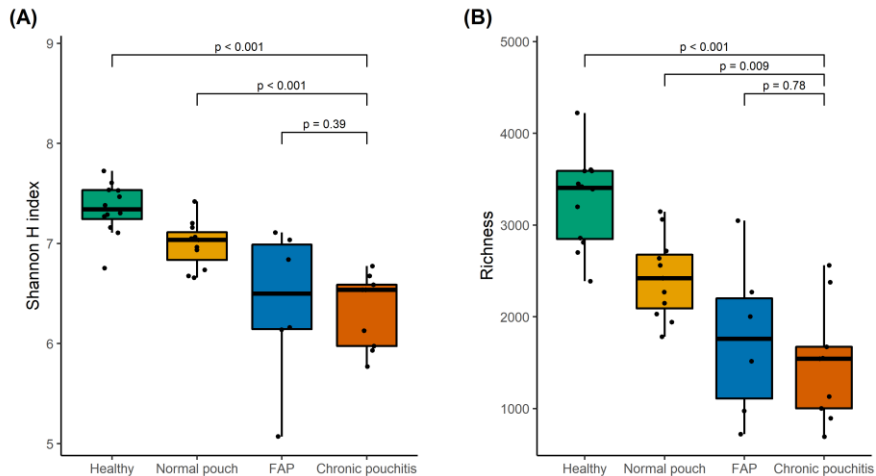 (A)
Shannon H index
9
8
7
6
5
p < 0.001
p < 0.001
p = 0.39
Healthy
Normal pouch
FAP
Chronic pouchitis
(B)
Richness
5000
4000
3000
2000
1000
p < 0.001
p = 0.009
p = 0.78
Healthy
Normal pouch
FAP
Chronic pouchitis